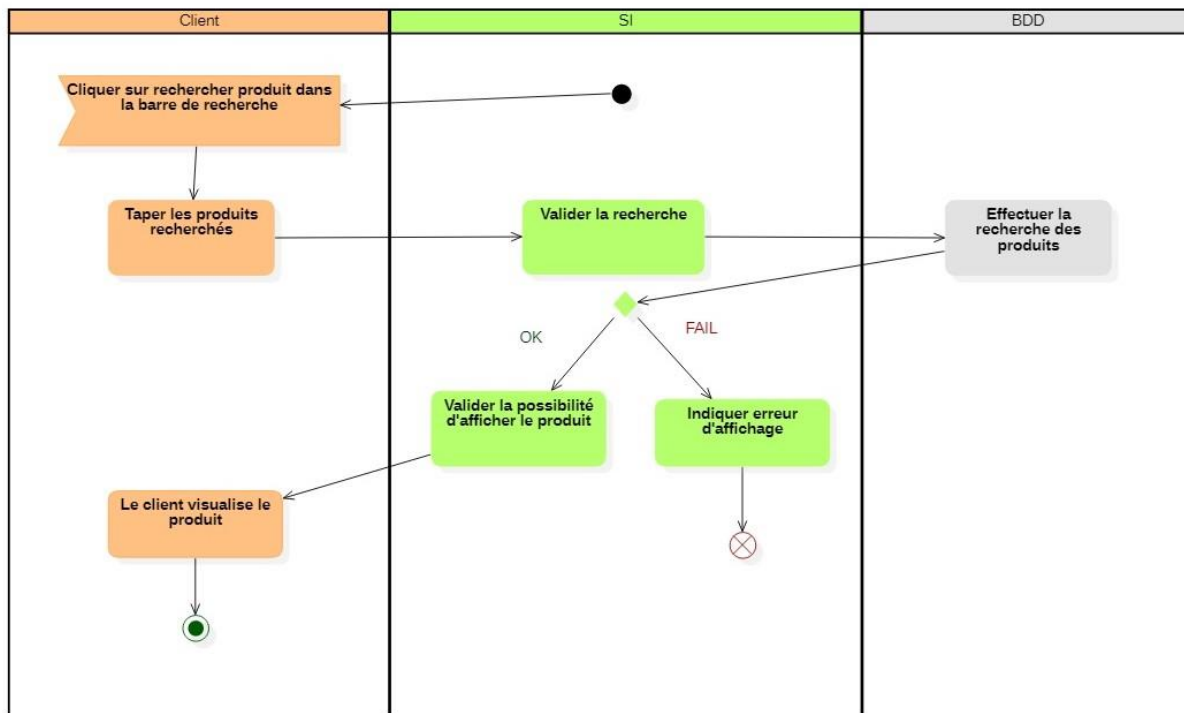 Client
SI
BDD
Cliquer sur rechercher produit dans
la barre de recherche
Taper les produits
recherchés
Valider la recherche
Effectuer la
recherche des
produits
OK
FAIL
Valider la possibilité
d'afficher le produit
Indiquer erreur
d'affichage
Le client visualise le
produit